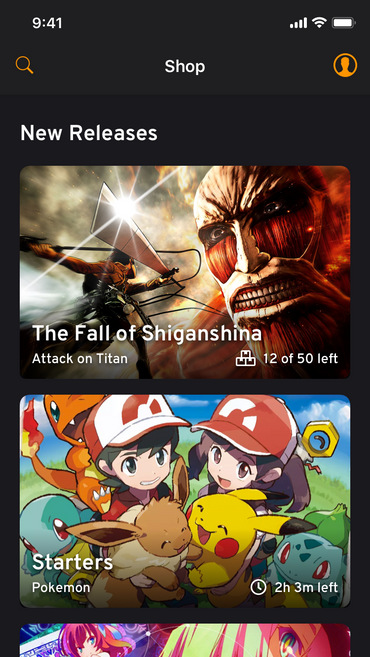 9:41
Shop
New Releases
The Fall of Shiganshina
Attack on Titan
12 of 50 left
Starters
Pokemon
2h 3m left